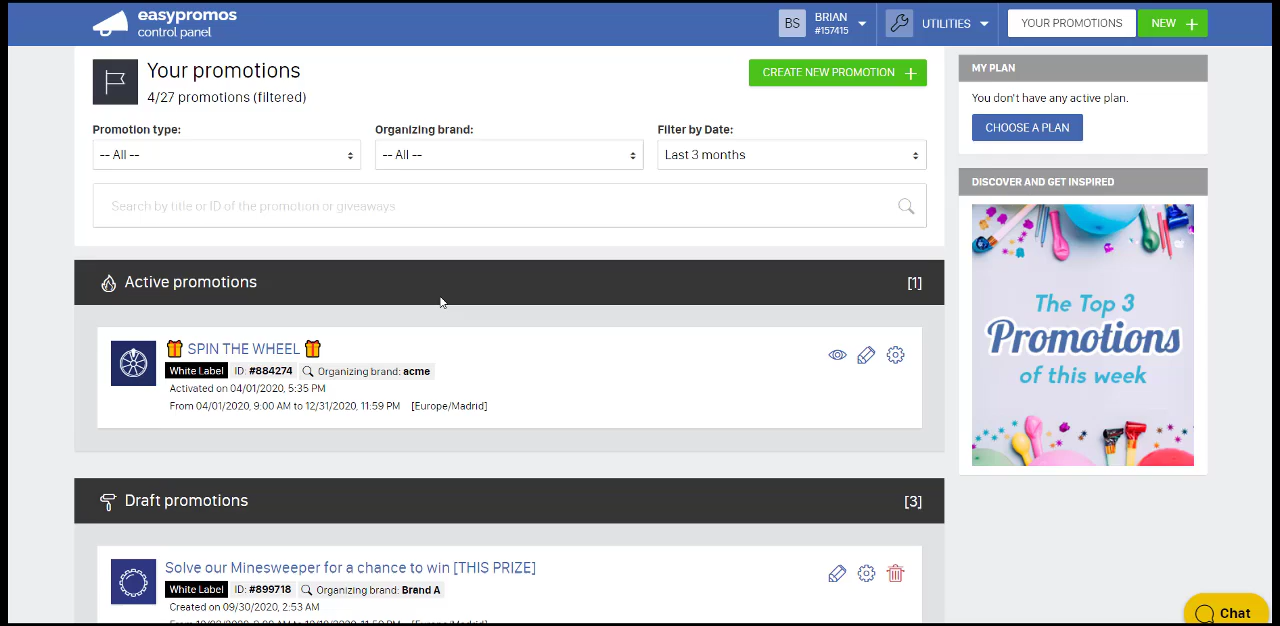 easypromos
control panel
BS
BRIAN
#157415
UTILITIES
YOUR PROMOTIONS
NEW +
Your promotions
4/27 promotions (filtered)
CREATE NEW PROMOTION +
Promotion type:
Organizing brand:
Filter by Date:
-- All --
-- All --
Last 3 months
Search by title or ID of the promotion or giveaways
MY PLAN
You don't have any active plan.
CHOOSE A PLAN
DISCOVER AND GET INSPIRED
The Top 3
Promotions
of this week
Active promotions
[1]
🎁 SPIN THE WHEEL 🎁
White Label ID: #884274 Organizing brand: acme
Activated on 04/01/2020, 5:35 PM
From 04/01/2020, 9:00 AM to 12/31/2020, 11:59 PM [Europe/Madrid]
Draft promotions
[3]
Solve our Minesweeper for a chance to win [THIS PRIZE]
White Label ID: #899718 Organizing brand: Brand A
Created on 09/30/2020, 2:53 AM
Chat